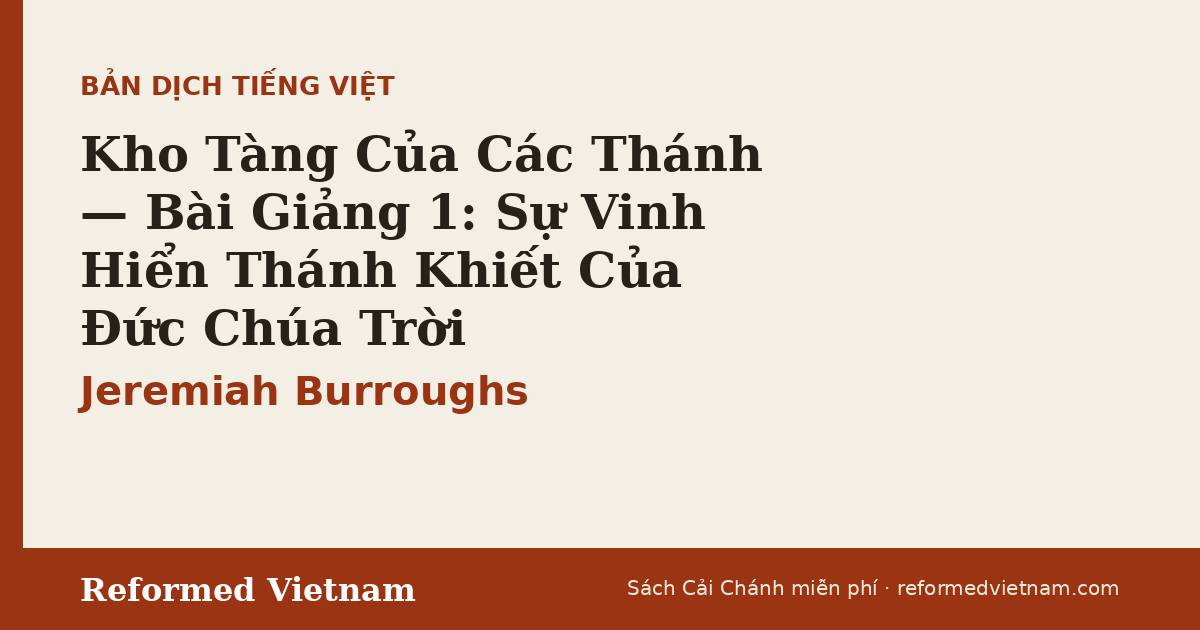 BẢN DỊCH TIẾNG VIỆT
Kho Tàng Của Các Thánh
— Bài Giảng 1: Sự Vinh
Hiển Thánh Khiết Của
Đức Chúa Trời
Jeremiah Burroughs
Reformed Vietnam
Sách Cải Chánh miễn phí · reformedvietnam.com